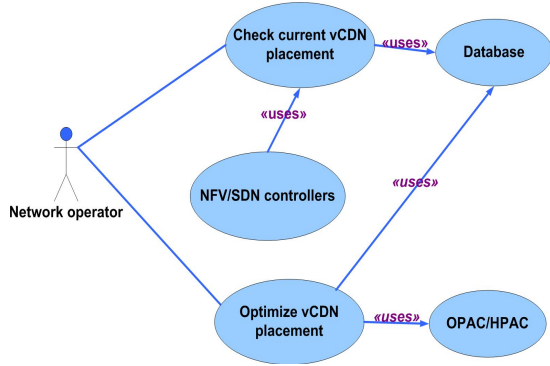 Check current vCDN
placement
«uses»
Database
«uses»
«uses»
NFV/SDN controllers
Network operator
Optimize vCDN
placement
«uses»
OPAC/HPAC